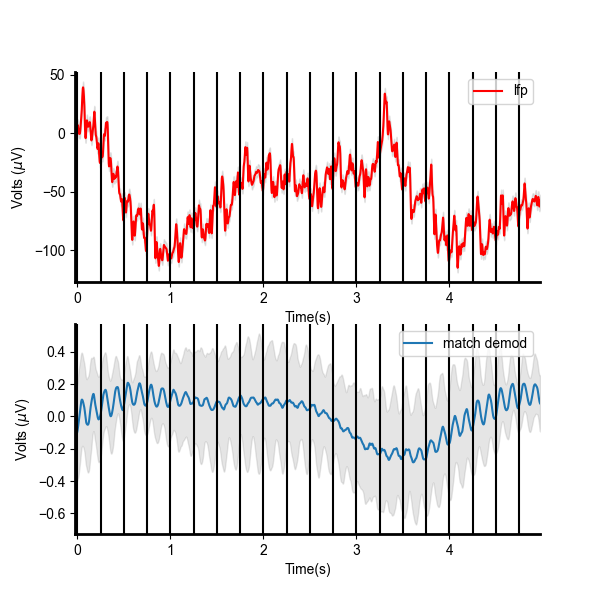 50
0
−50
−100
Volts (μV)
lfp
0 1 2 3 4
Time(s)
0.4
0.2
0.0
−0.2
−0.4
−0.6
Volts (μV)
match demod
0 1 2 3 4
Time(s)